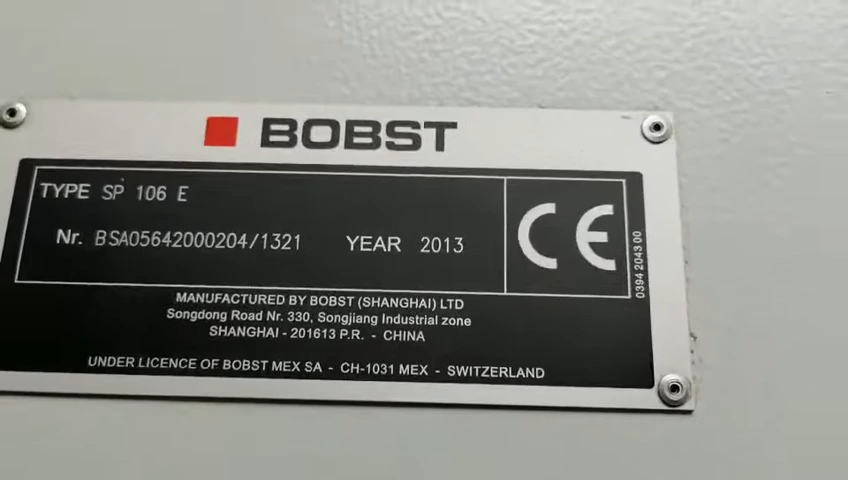 BOBST
TYPE SP 106 E
Nr. BSA05642000204/1321 YEAR 2013
CE
0394 2043 00
MANUFACTURED BY BOBST (SHANGHAI) LTD
Songdong Road Nr. 330, Songjiang Industrial zone
SHANGHAI - 201613 P.R. - CHINA
UNDER LICENCE OF BOBST MEX SA - CH-1031 MEX - SWITZERLAND